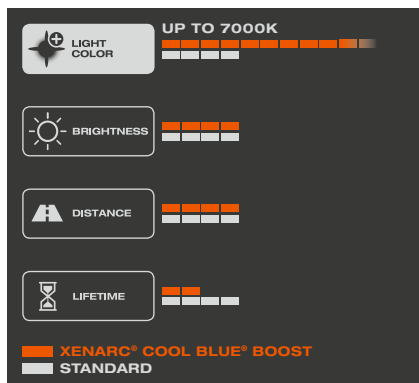 UP TO 7000K
LIGHT
COLOR
BRIGHTNESS
DISTANCE
LIFETIME
XENARC® COOL BLUE® BOOST
STANDARD